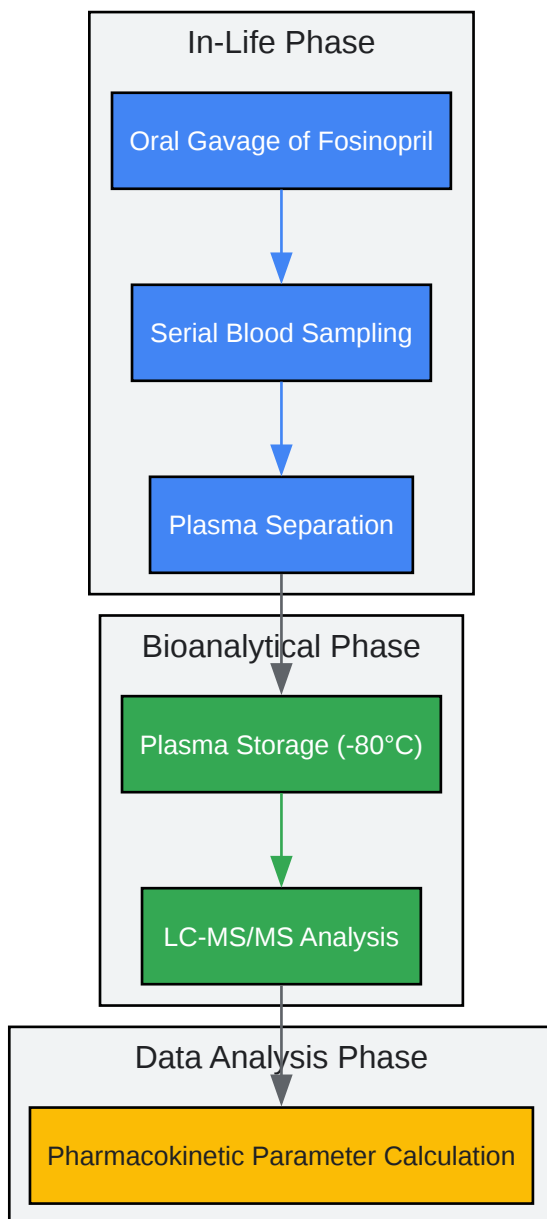 In-Life Phase
Oral Gavage of Fosinopril
Serial Blood Sampling
Plasma Separation
Bioanalytical Phase
Plasma Storage (-80°C)
LC-MS/MS Analysis
Data Analysis Phase
Pharmacokinetic Parameter Calculation